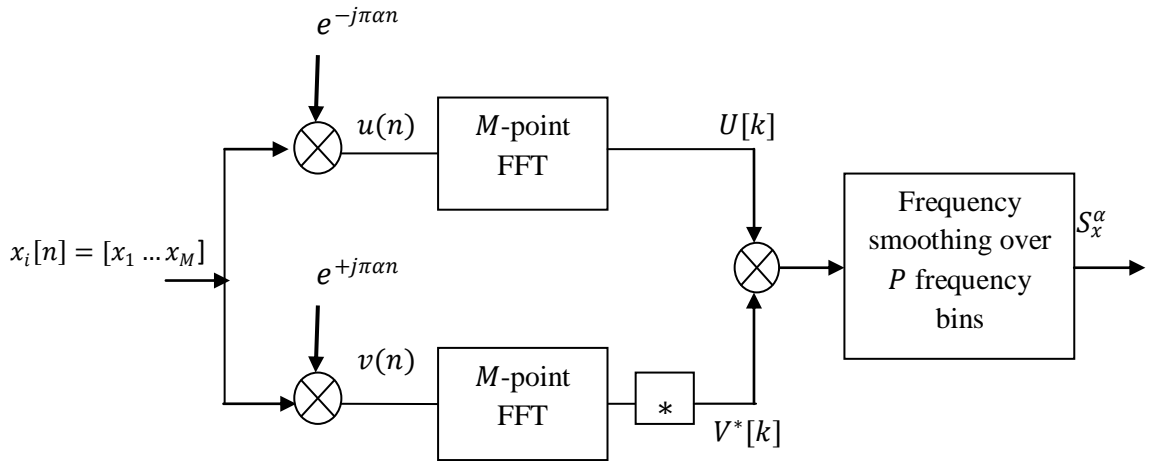 e^{-jπαn}
u(n)
M-point
FFT
U[k]
x_i[n] = [x_1 … x_M]
e^{+jπαn}
v(n)
M-point
FFT
*
V^*[k]
Frequency
smoothing over
P frequency
bins
S_x^α